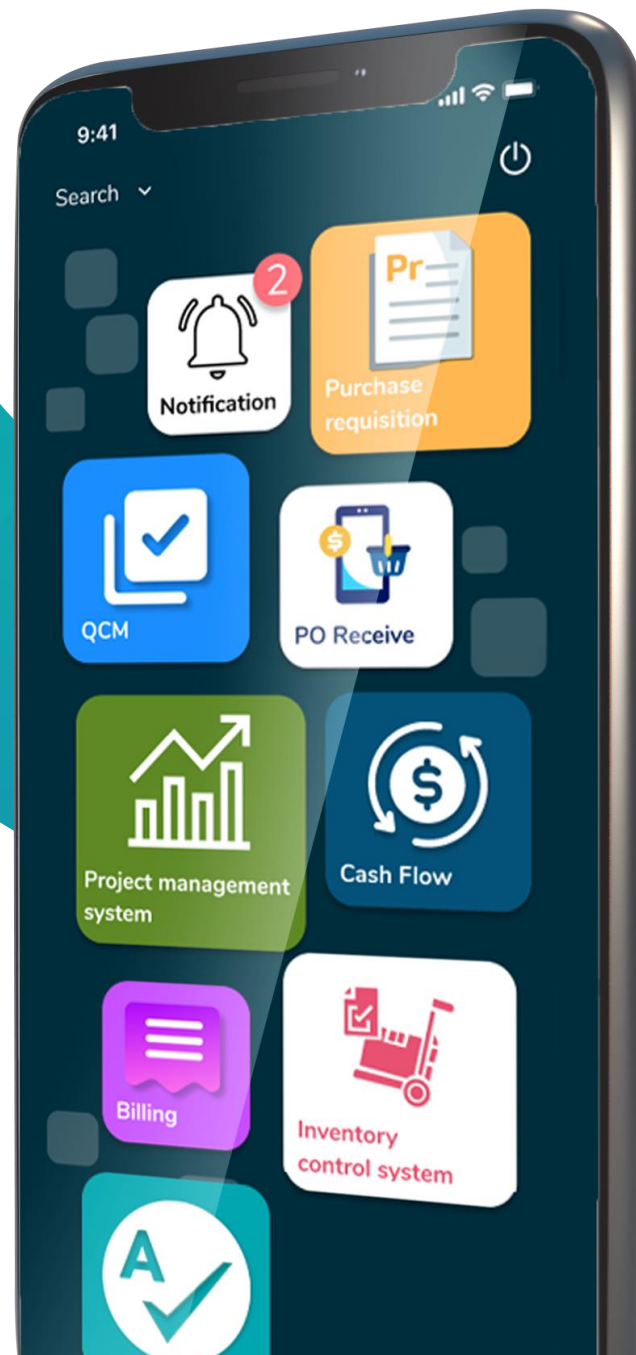 9:41
Search
2
Notification
Pr
Purchase
requisition
QCM
$
PO Receive
Project management
system
$
Cash Flow
Billing
Inventory
control system
A